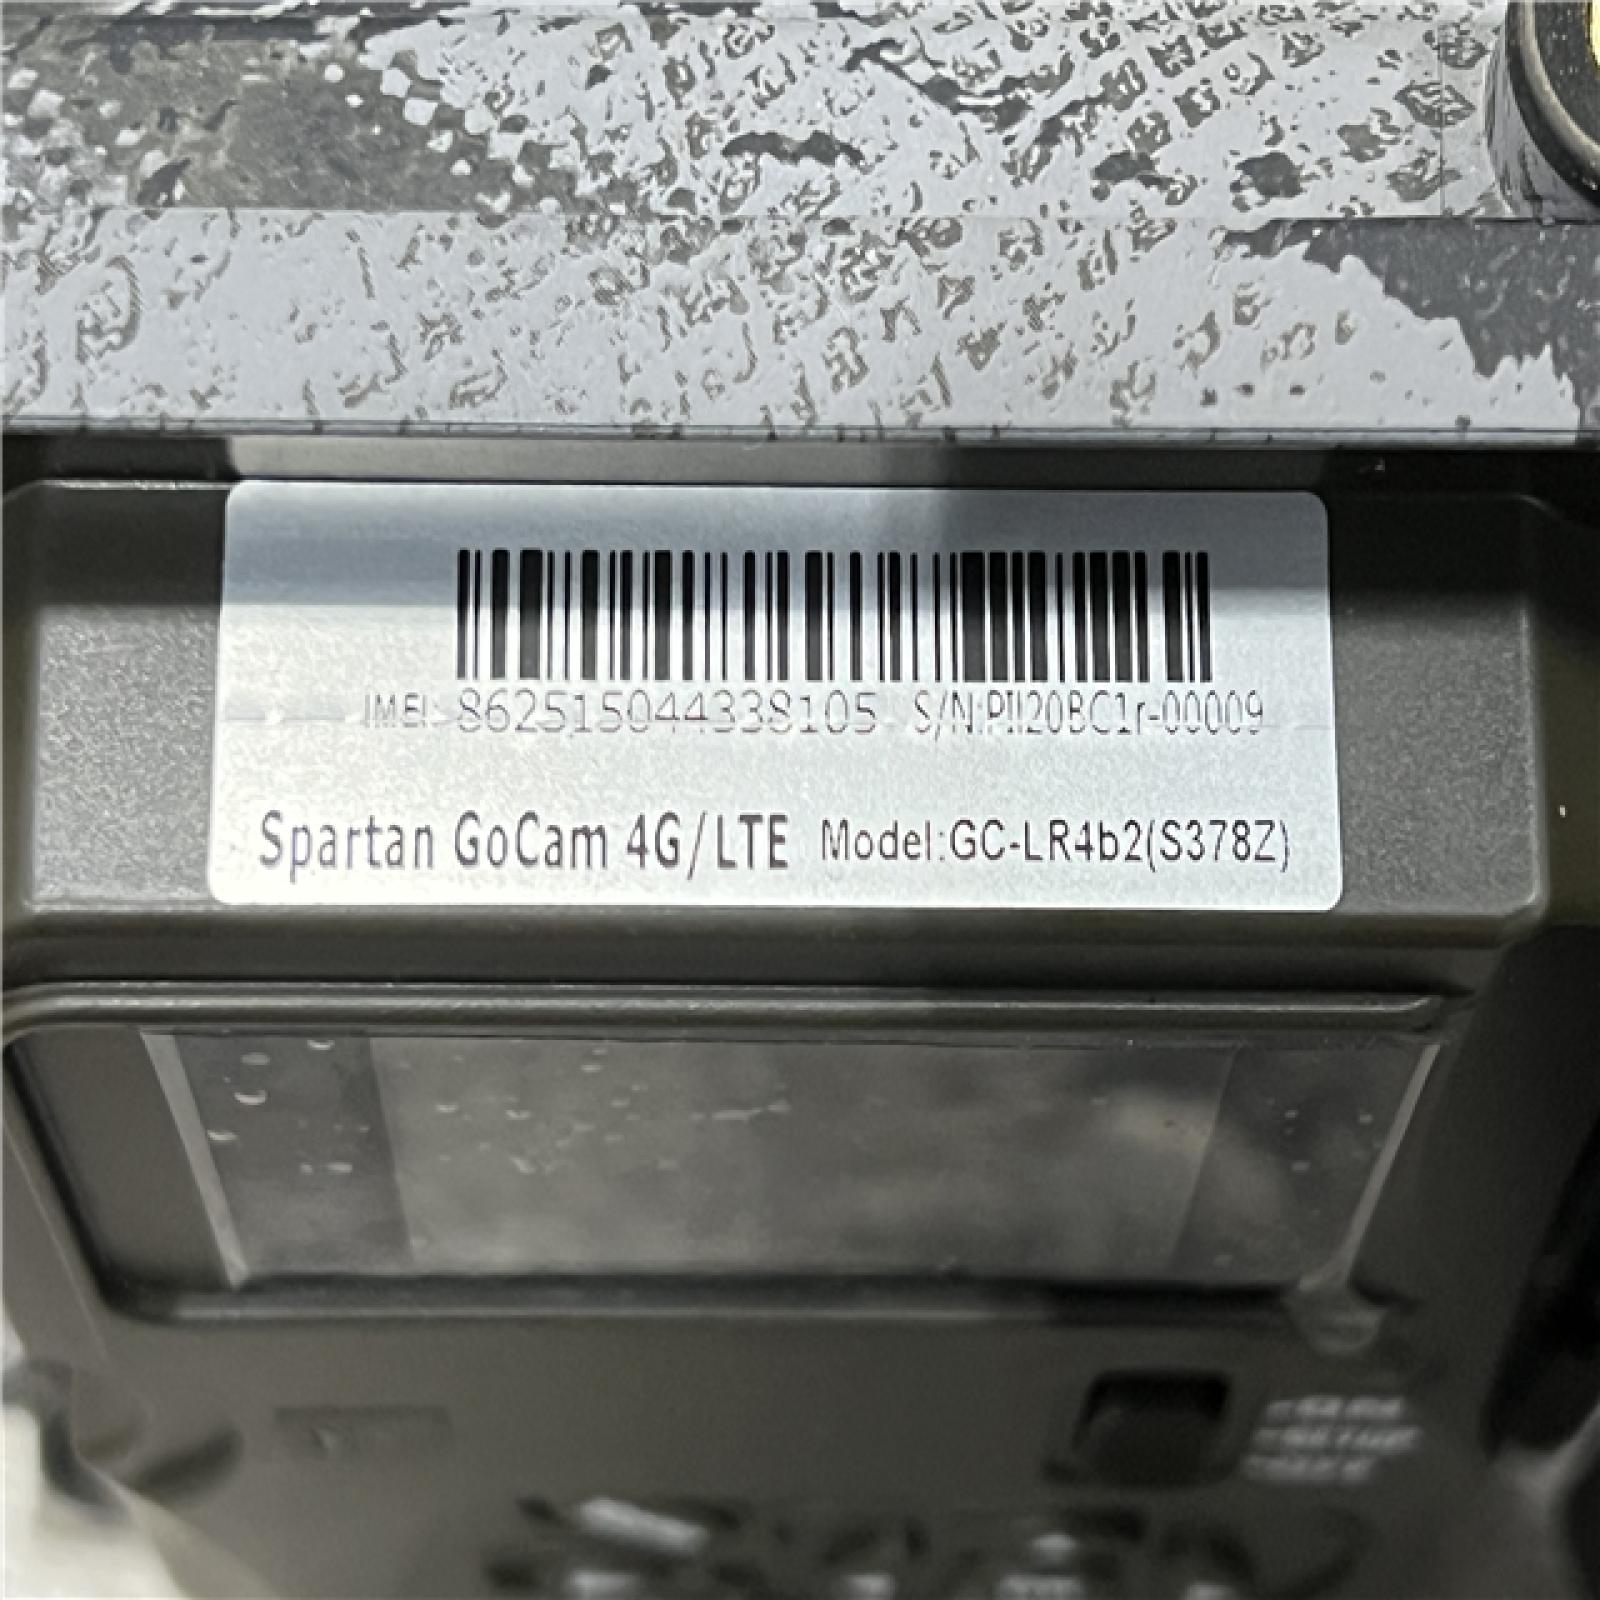 IMEI: 862515044338105 S/N:PII20BC1r-00009
Spartan GoCam 4G/LTE Model:GC-LR4b2(S378Z)